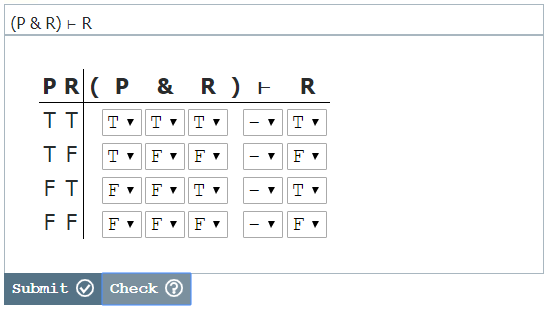 (P & R) ⊢ R
P R ( P & R ) ⊢ R
T T T T T – T
T F T F F – F
F T F F T – T
F F F F F – F
Submit Check ?